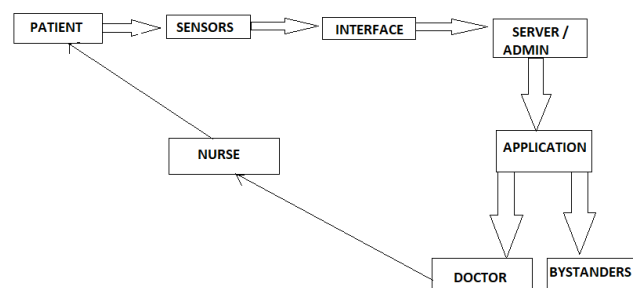 PATIENT
SENSORS
INTERFACE
SERVER /
ADMIN
APPLICATION
NURSE
DOCTOR
BYSTANDERS